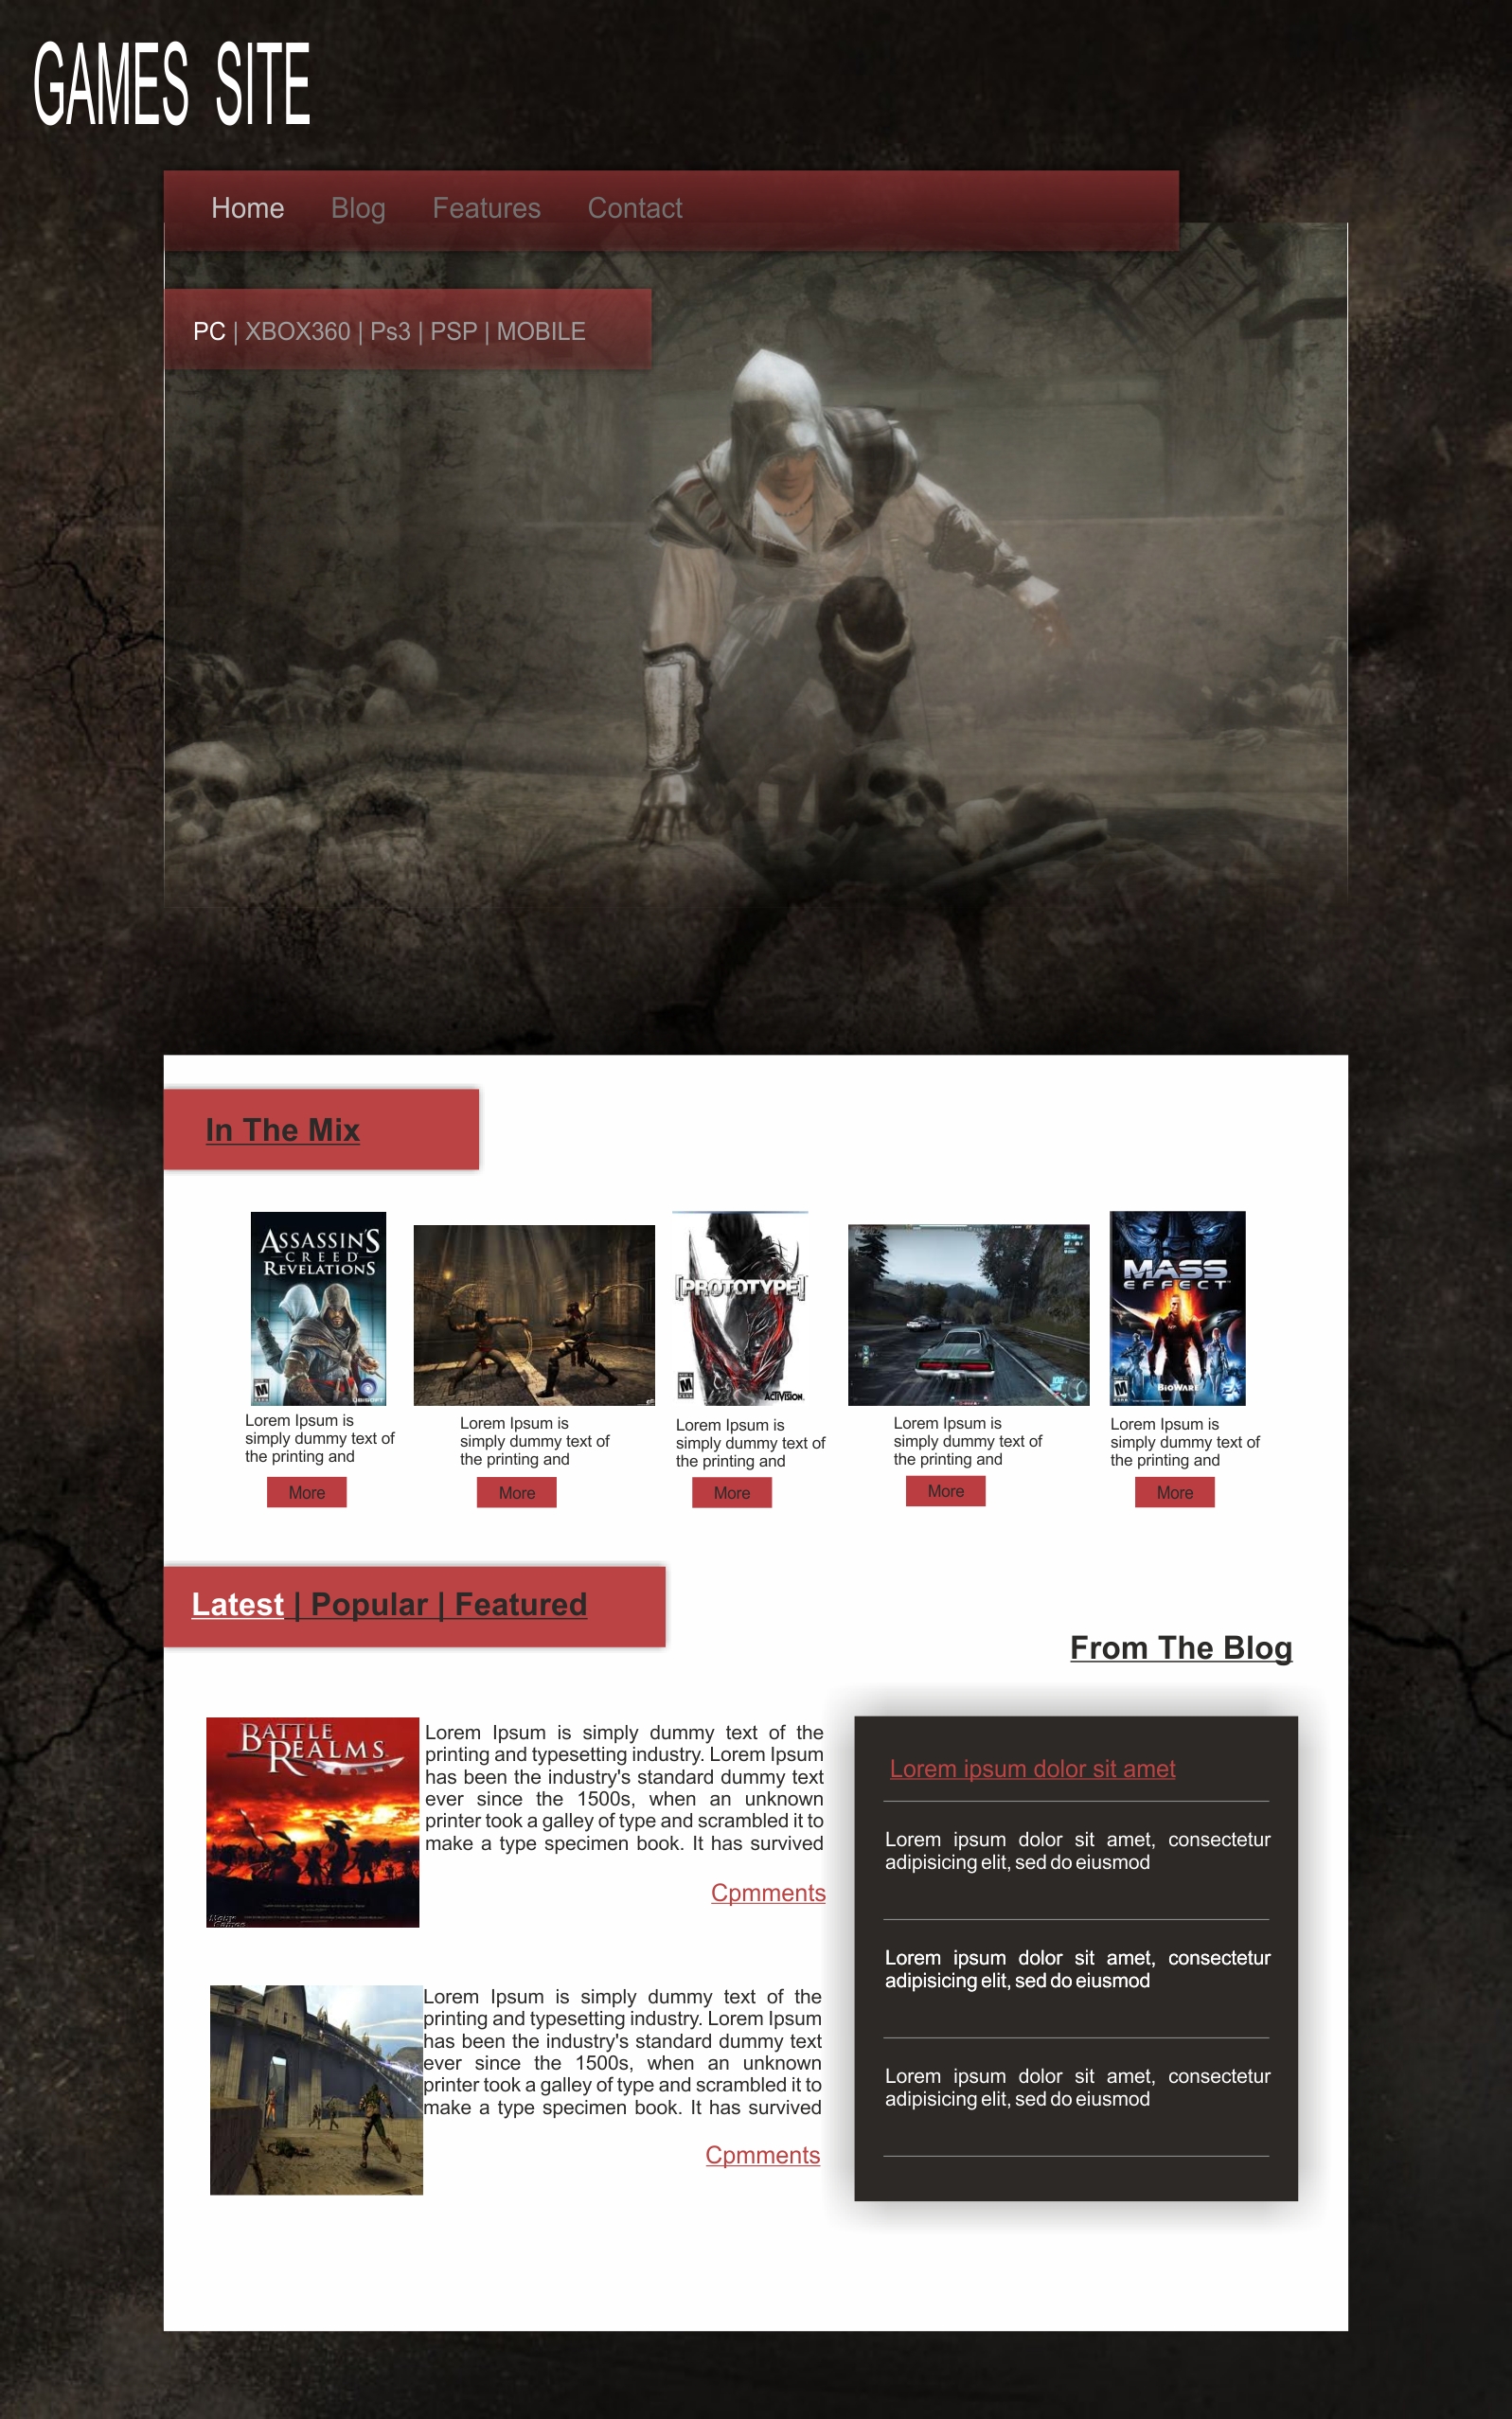 GAMES SITE
Home Blog Features Contact
PC | XBOX360 | Ps3 | PSP | MOBILE
In The Mix
ASSASSIN'S
CREED
REVELATIONS
M
UBISOFT
[PROTOTYPE]
M
ACTIVISION
MASS
EFFECT
M
BIOWARE
EA
Lorem Ipsum is
simply dummy text of
the printing and
Lorem Ipsum is
simply dummy text of
the printing and
Lorem Ipsum is
simply dummy text of
the printing and
Lorem Ipsum is
simply dummy text of
the printing and
Lorem Ipsum is
simply dummy text of
the printing and
More
More
More
More
More
Latest | Popular | Featured
BATTLE
REALMS
Lorem Ipsum is simply dummy text of the
printing and typesetting industry. Lorem Ipsum
has been the industry's standard dummy text
ever since the 1500s, when an unknown
printer took a galley of type and scrambled it to
make a type specimen book. It has survived
Cpmments
Lorem Ipsum is simply dummy text of the
printing and typesetting industry. Lorem Ipsum
has been the industry's standard dummy text
ever since the 1500s, when an unknown
printer took a galley of type and scrambled it to
make a type specimen book. It has survived
Cpmments
From The Blog
Lorem ipsum dolor sit amet
Lorem ipsum dolor sit amet, consectetur
adipisicing elit, sed do eiusmod
Lorem ipsum dolor sit amet, consectetur
adipisicing elit, sed do eiusmod
Lorem ipsum dolor sit amet, consectetur
adipisicing elit, sed do eiusmod